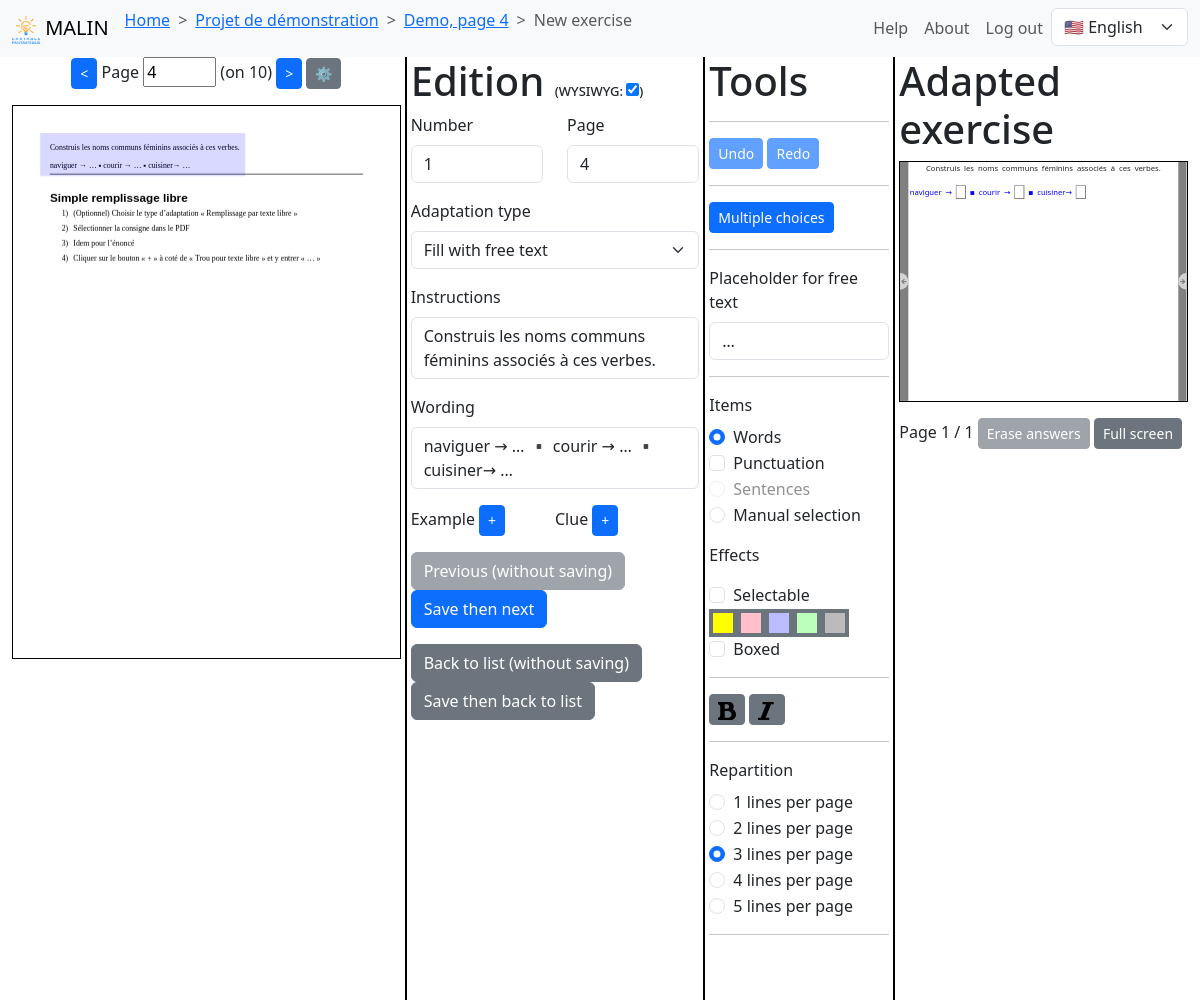 MALIN
Home > Projet de démonstration > Demo, page 4 > New exercise
Help About Log out 🇺🇸 English
< Page 4 (on 10) > ⚙️
Construis les noms communs féminins associés à ces verbes.
naviguer → … ▪ courir → … ▪ cuisiner→ …
Simple remplissage libre
1) (Optionnel) Choisir le type d’adaptation « Remplissage par texte libre »
2) Sélectionner la consigne dans le PDF
3) Idem pour l’énoncé
4) Cliquer sur le bouton « + » à coté de « Trou pour texte libre » et y entrer « … »
Edition (WYSIWYG: )
Number Page
1 4
Adaptation type
Fill with free text
Instructions
Construis les noms communs
féminins associés à ces verbes.
Wording
naviguer → … ▪ courir → … ▪
cuisiner→ …
Example + Clue +
Previous (without saving)
Save then next
Back to list (without saving)
Save then back to list
Tools
Undo Redo
Multiple choices
Placeholder for free
text
…
Items
Words
Punctuation
Sentences
Manual selection
Effects
Selectable
Boxed
B I
Repartition
1 lines per page
2 lines per page
3 lines per page
4 lines per page
5 lines per page
Adapted
exercise
Construis les noms communs féminins associés à ces verbes.
naviguer → ▪ courir → ▪ cuisiner→
Page 1 / 1 Erase answers Full screen